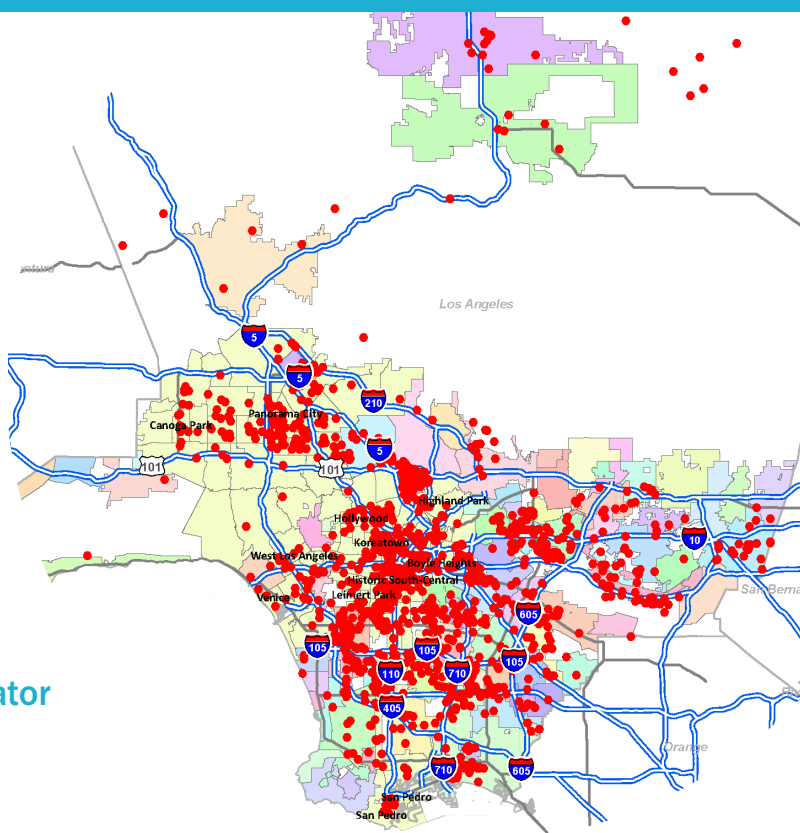 Los Angeles
5
5
210
Panorama City
Canoga Park
5
101
101
Highland Park
Hollywood
10
Koreatown
West Los Angeles
Boyle Heights
Historic South-Central
Leimert Park
Venice
605
105
105
105
110
710
ator
405
Orange
710
605
San Pedro
San Pedro